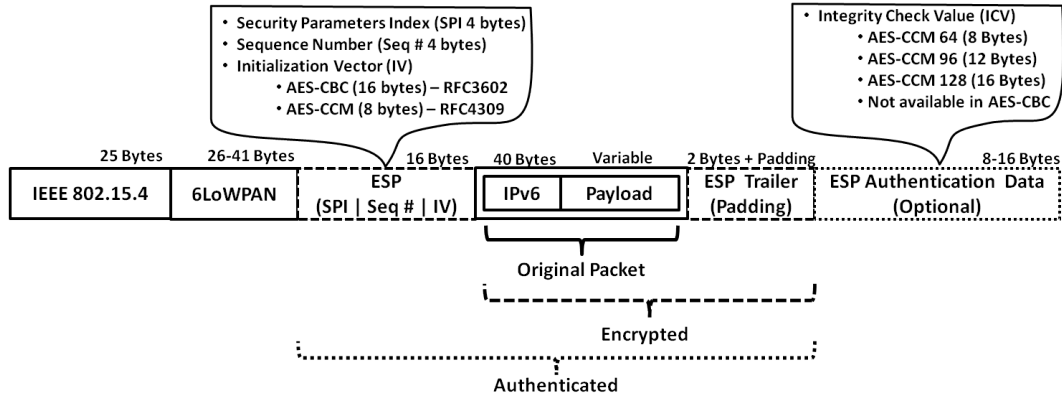 • Security Parameters Index (SPI 4 bytes)
• Sequence Number (Seq # 4 bytes)
• Initialization Vector (IV)
• AES-CBC (16 bytes) – RFC3602
• AES-CCM (8 bytes) – RFC4309
• Integrity Check Value (ICV)
• AES-CCM 64 (8 Bytes)
• AES-CCM 96 (12 Bytes)
• AES-CCM 128 (16 Bytes)
• Not available in AES-CBC
25 Bytes
26-41 Bytes
16 Bytes
40 Bytes
Variable
2 Bytes + Padding
8-16 Bytes
IEEE 802.15.4
6LoWPAN
ESP
(SPI | Seq # | IV)
IPv6
Payload
ESP Trailer
(Padding)
ESP Authentication Data
(Optional)
Original Packet
Encrypted
Authenticated